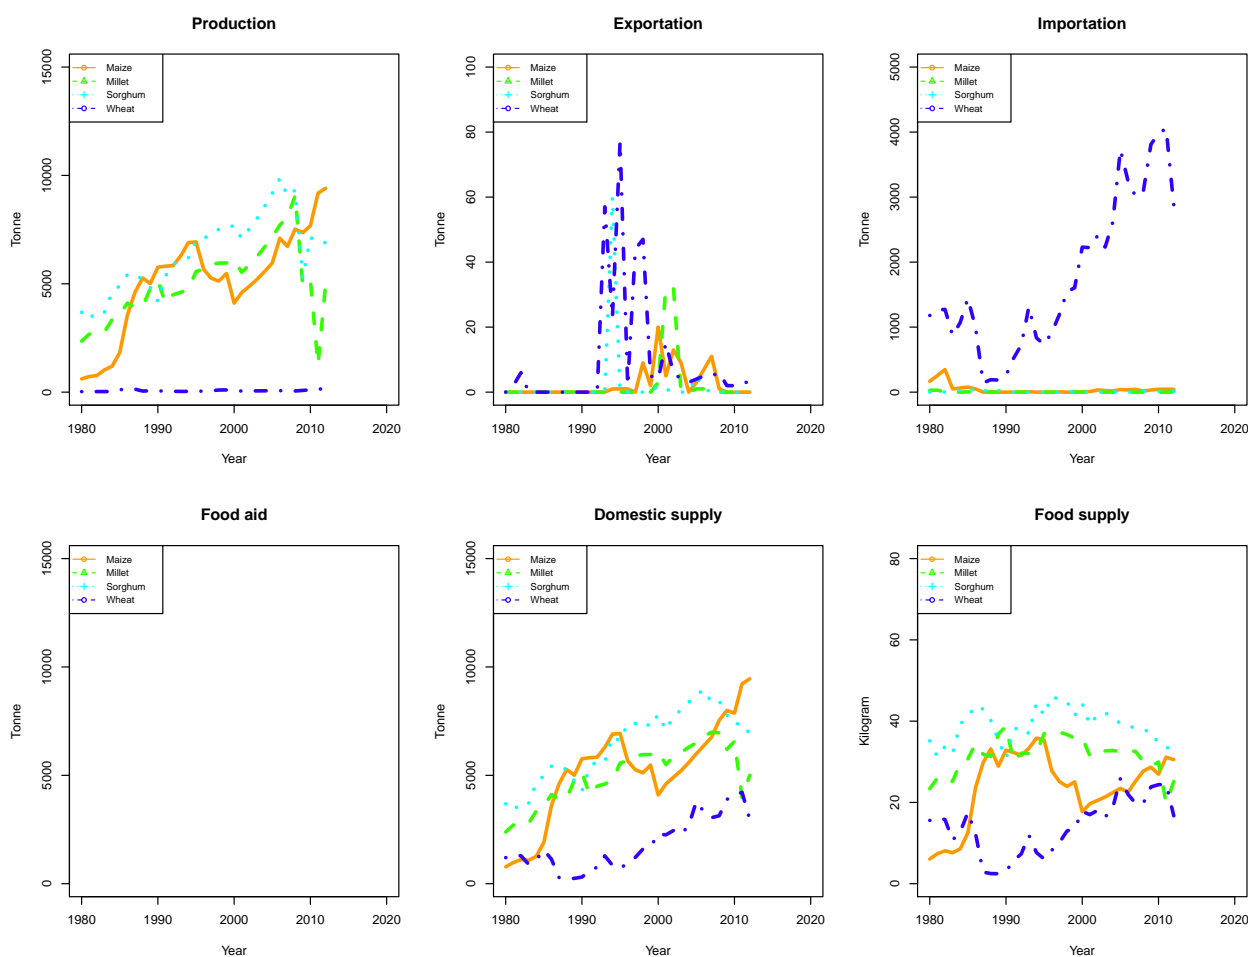 Production
Tonne
15000
10000
5000
0
Maize
Millet
Sorghum
Wheat
1980 1990 2000 2010 2020
Year
Exportation
Tonne
100
80
60
40
20
0
Maize
Millet
Sorghum
Wheat
1980 1990 2000 2010 2020
Year
Importation
Tonne
5000
4000
3000
2000
1000
0
Maize
Millet
Sorghum
Wheat
1980 1990 2000 2010 2020
Year
Food aid
Tonne
15000
10000
5000
0
Maize
Millet
Sorghum
Wheat
1980 1990 2000 2010 2020
Year
Domestic supply
Tonne
15000
10000
5000
0
Maize
Millet
Sorghum
Wheat
1980 1990 2000 2010 2020
Year
Food supply
Kilogram
80
60
40
20
0
Maize
Millet
Sorghum
Wheat
1980 1990 2000 2010 2020
Year